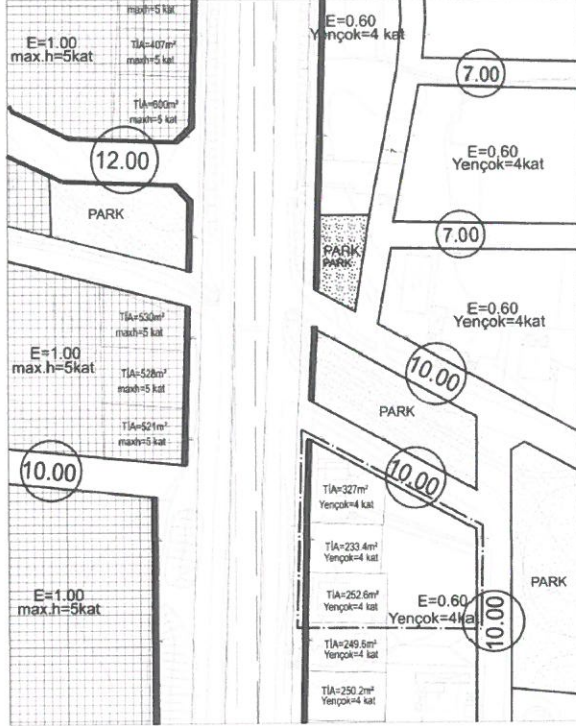 maxh=5 kat
E=1.00
max.h=5kat
TİA=407m²
maxh=5 kat
TİA=600m²
maxh=5 kat
12.00
PARK
E=0.60
Yençok=4 kat
7.00
E=0.60
Yençok=4kat
7.00
PARK
PARK
E=0.60
Yençok=4kat
TİA=530m²
maxh=5 kat
E=1.00
max.h=5kat
TİA=528m²
maxh=5 kat
TİA=521m²
maxh=5 kat
10.00
10.00
PARK
10.00
TİA=327m²
Yençok=4 kat
TİA=233.4m²
Yençok=4 kat
TİA=252.6m²
Yençok=4 kat
TİA=249.6m²
Yençok=4 kat
TİA=250.2m²
Yençok=4 kat
E=0.60
Yençok=4kat
10.00
PARK
E=1.00
max.h=5kat